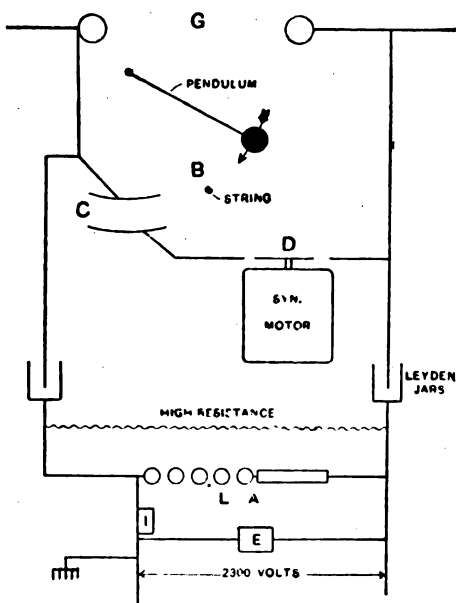 G
PENDULUM
B
STRING
C
D
SYN.
MOTOR
LEYDEN
JARS
HIGH RESISTANCE
L A
I
E
2300 VOLTS